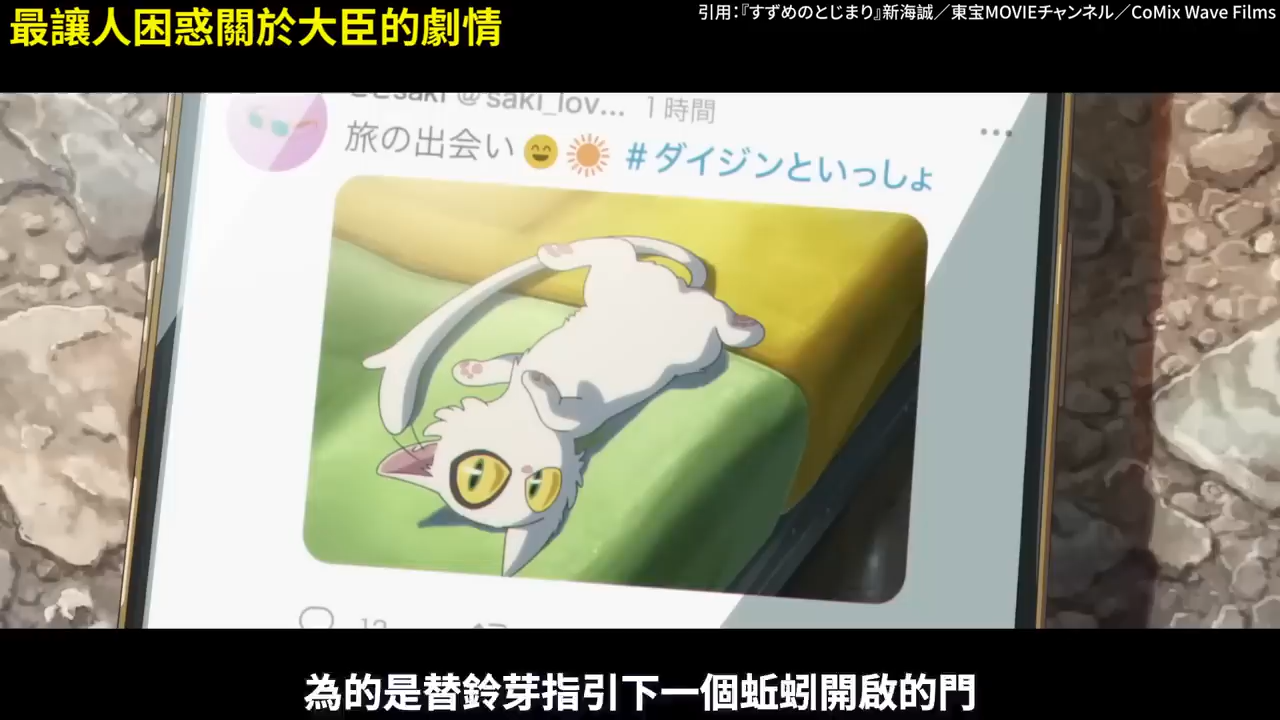 最讓人困惑關於大臣的劇情
引用:『すずめのとじまり』新海誠／東宝MOVIEチャンネル／CoMix Wave Films
saki @saki_lov... 1時間
旅の出会い😄☀️ #ダイジンといっしょ
為的是替鈴芽指引下一個蚯蚓開啟的門